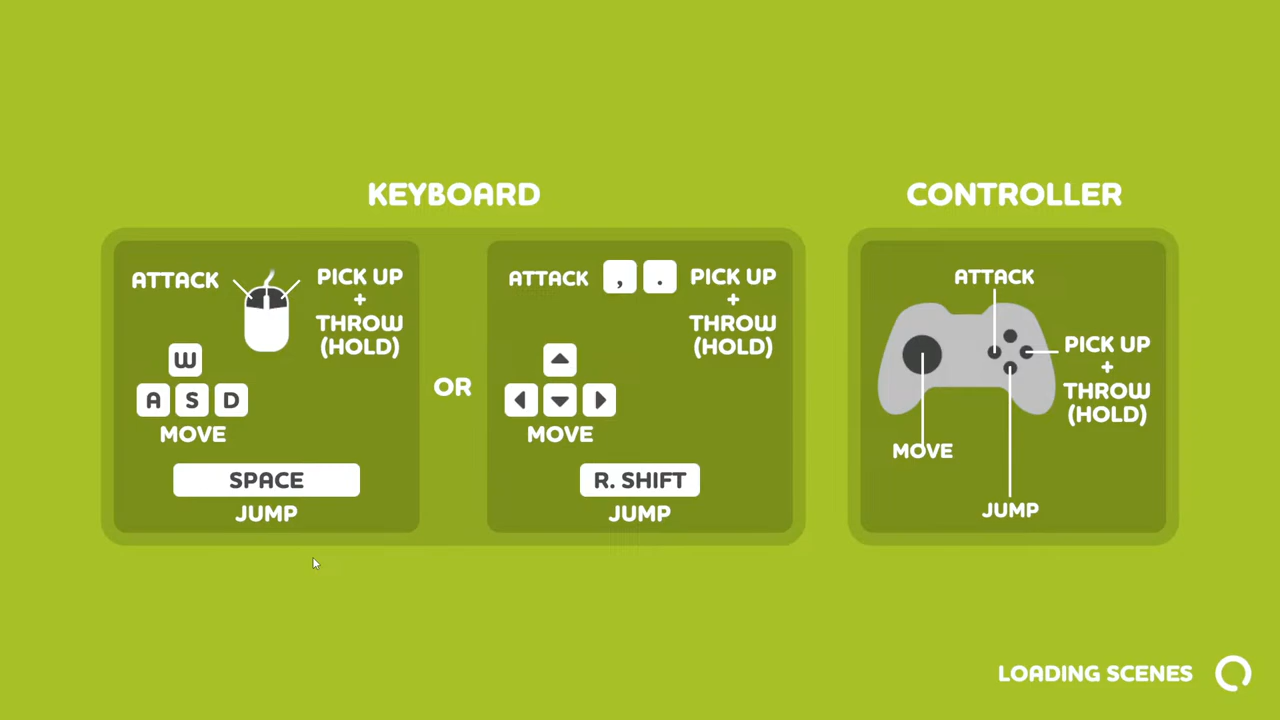 KEYBOARD
ATTACK
PICK UP
+
THROW
(HOLD)
W
A S D
MOVE
SPACE
JUMP
OR
ATTACK , .
PICK UP
+
THROW
(HOLD)
MOVE
R. SHIFT
JUMP
CONTROLLER
ATTACK
PICK UP
+
THROW
(HOLD)
MOVE
JUMP
LOADING SCENES